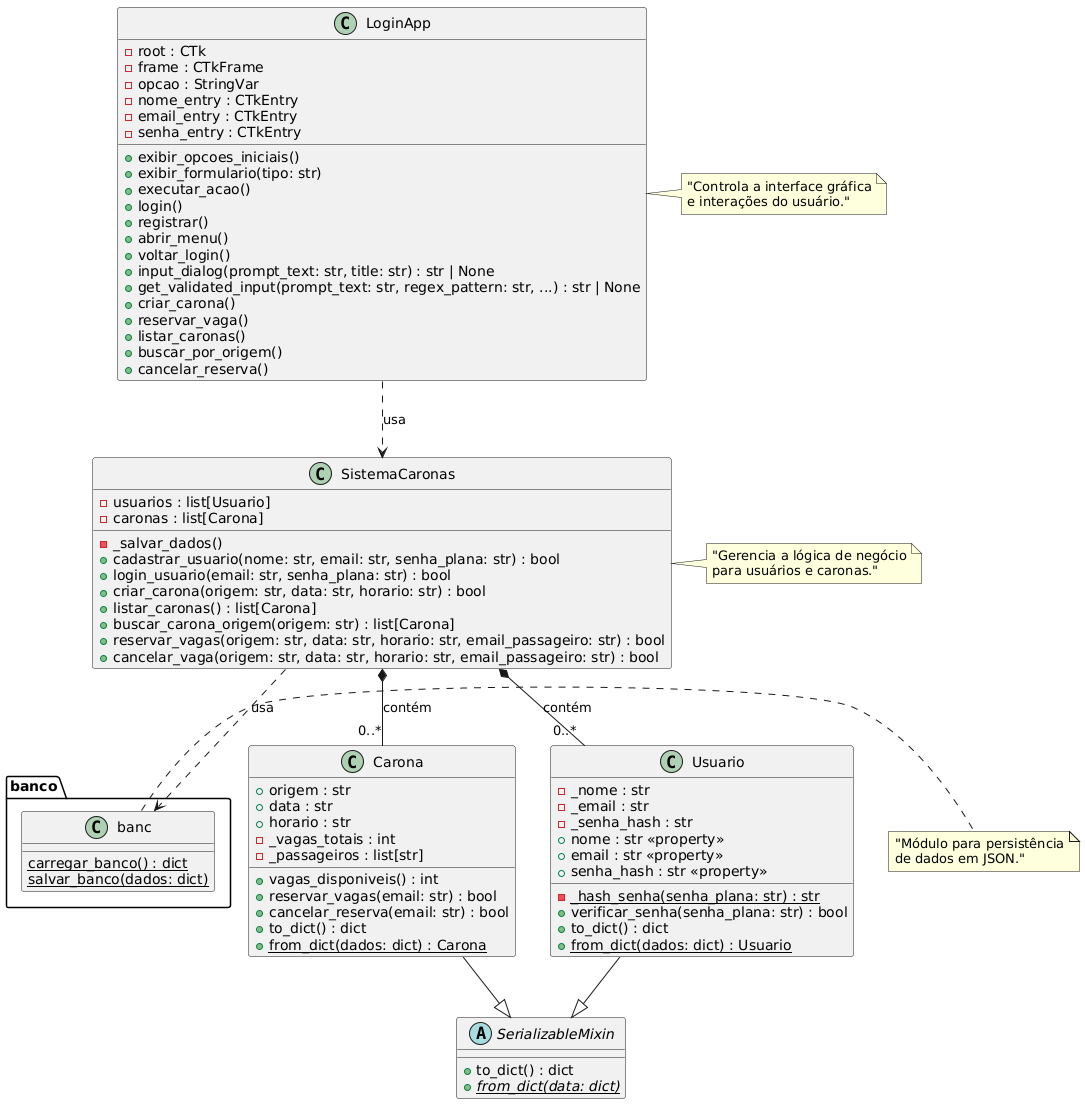 LoginApp
root : CTk
frame : CTkFrame
opcao : StringVar
nome_entry : CTkEntry
email_entry : CTkEntry
senha_entry : CTkEntry
exibir_opcoes_iniciais()
exibir_formulario(tipo: str)
executar_acao()
login()
registrar()
abrir_menu()
voltar_login()
input_dialog(prompt_text: str, title: str) : str | None
get_validated_input(prompt_text: str, regex_pattern: str, ...) : str | None
criar_carona()
reservar_vaga()
listar_caronas()
buscar_por_origem()
cancelar_reserva()
"Controla a interface gráfica
e interações do usuário."
usa
SistemaCaronas
usuarios : list[Usuario]
caronas : list[Carona]
_salvar_dados()
cadastrar_usuario(nome: str, email: str, senha_plana: str) : bool
login_usuario(email: str, senha_plana: str) : bool
criar_carona(origem: str, data: str, horario: str) : bool
listar_caronas() : list[Carona]
buscar_carona_origem(origem: str) : list[Carona]
reservar_vagas(origem: str, data: str, horario: str, email_passageiro: str) : bool
cancelar_vaga(origem: str, data: str, horario: str, email_passageiro: str) : bool
"Gerencia a lógica de negócio
para usuários e caronas."
usa
contém
contém
0..*
0..*
banco
banc
carregar_banco() : dict
salvar_banco(dados: dict)
Carona
origem : str
data : str
horario : str
_vagas_totais : int
_passageiros : list[str]
vagas_disponiveis() : int
reservar_vagas(email: str) : bool
cancelar_reserva(email: str) : bool
to_dict() : dict
from_dict(dados: dict) : Carona
Usuario
_nome : str
_email : str
_senha_hash : str
nome : str «property»
email : str «property»
senha_hash : str «property»
_hash_senha(senha_plana: str) : str
verificar_senha(senha_plana: str) : bool
to_dict() : dict
from_dict(dados: dict) : Usuario
"Módulo para persistência
de dados em JSON."
SerializableMixin
to_dict() : dict
from_dict(data: dict)